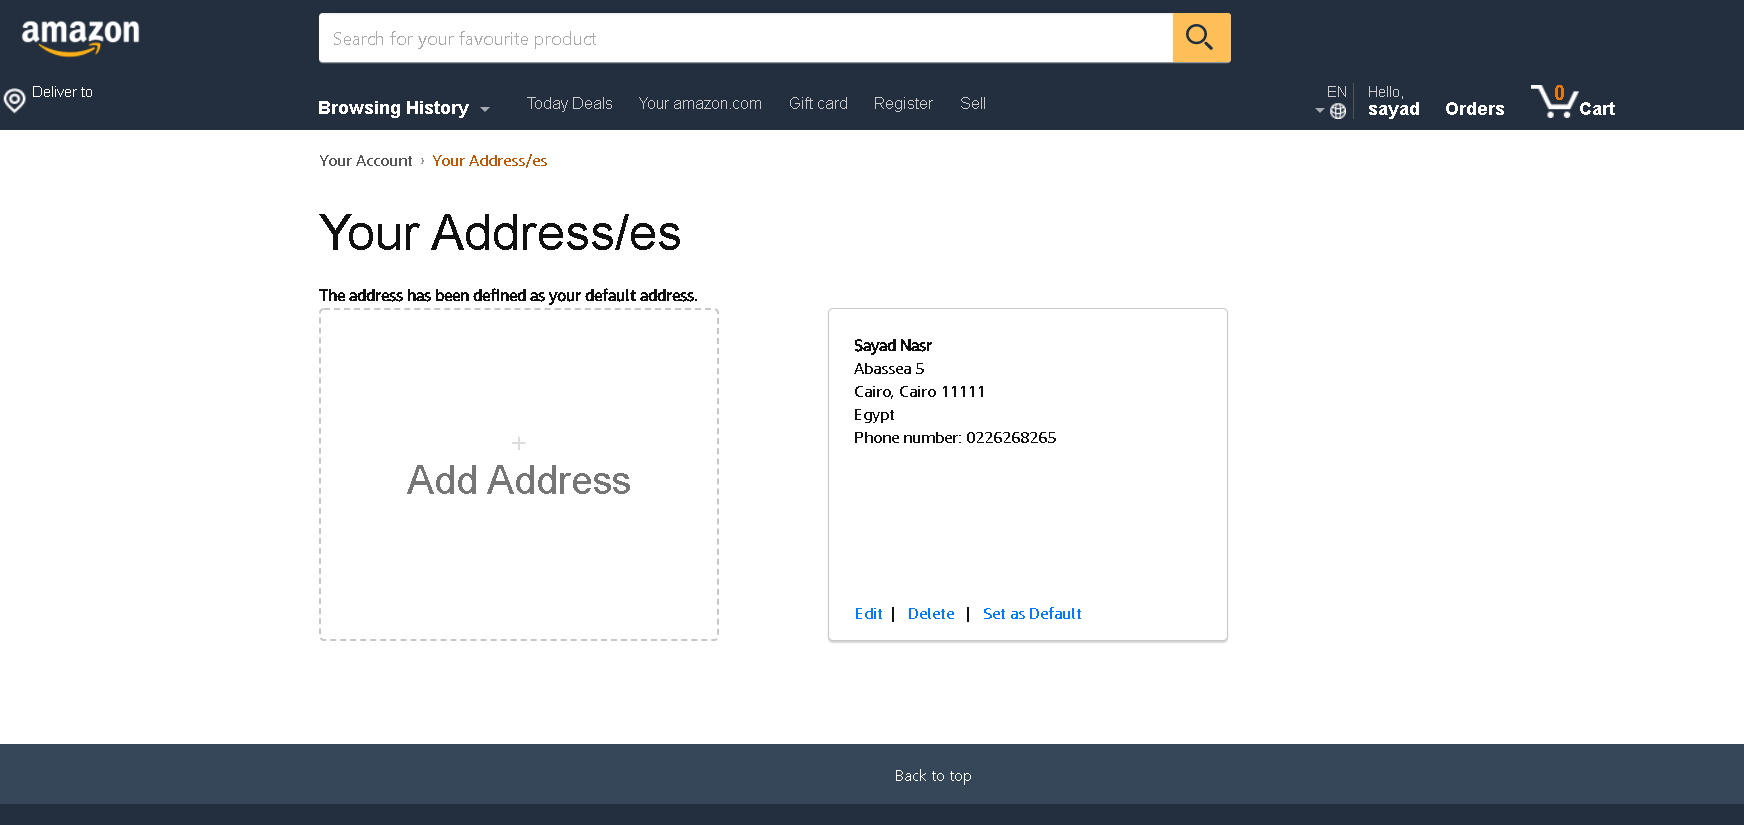 amazon
Search for your favourite product
Deliver to
Browsing History
Today Deals
Your amazon.com
Gift card
Register
Sell
EN
Hello,
sayad
Orders
0
Cart
Your Account › Your Address/es
Your Address/es
The address has been defined as your default address.
+
Add Address
Sayad Nasr
Abassea 5
Cairo, Cairo 11111
Egypt
Phone number: 0226268265
Edit | Delete | Set as Default
Back to top